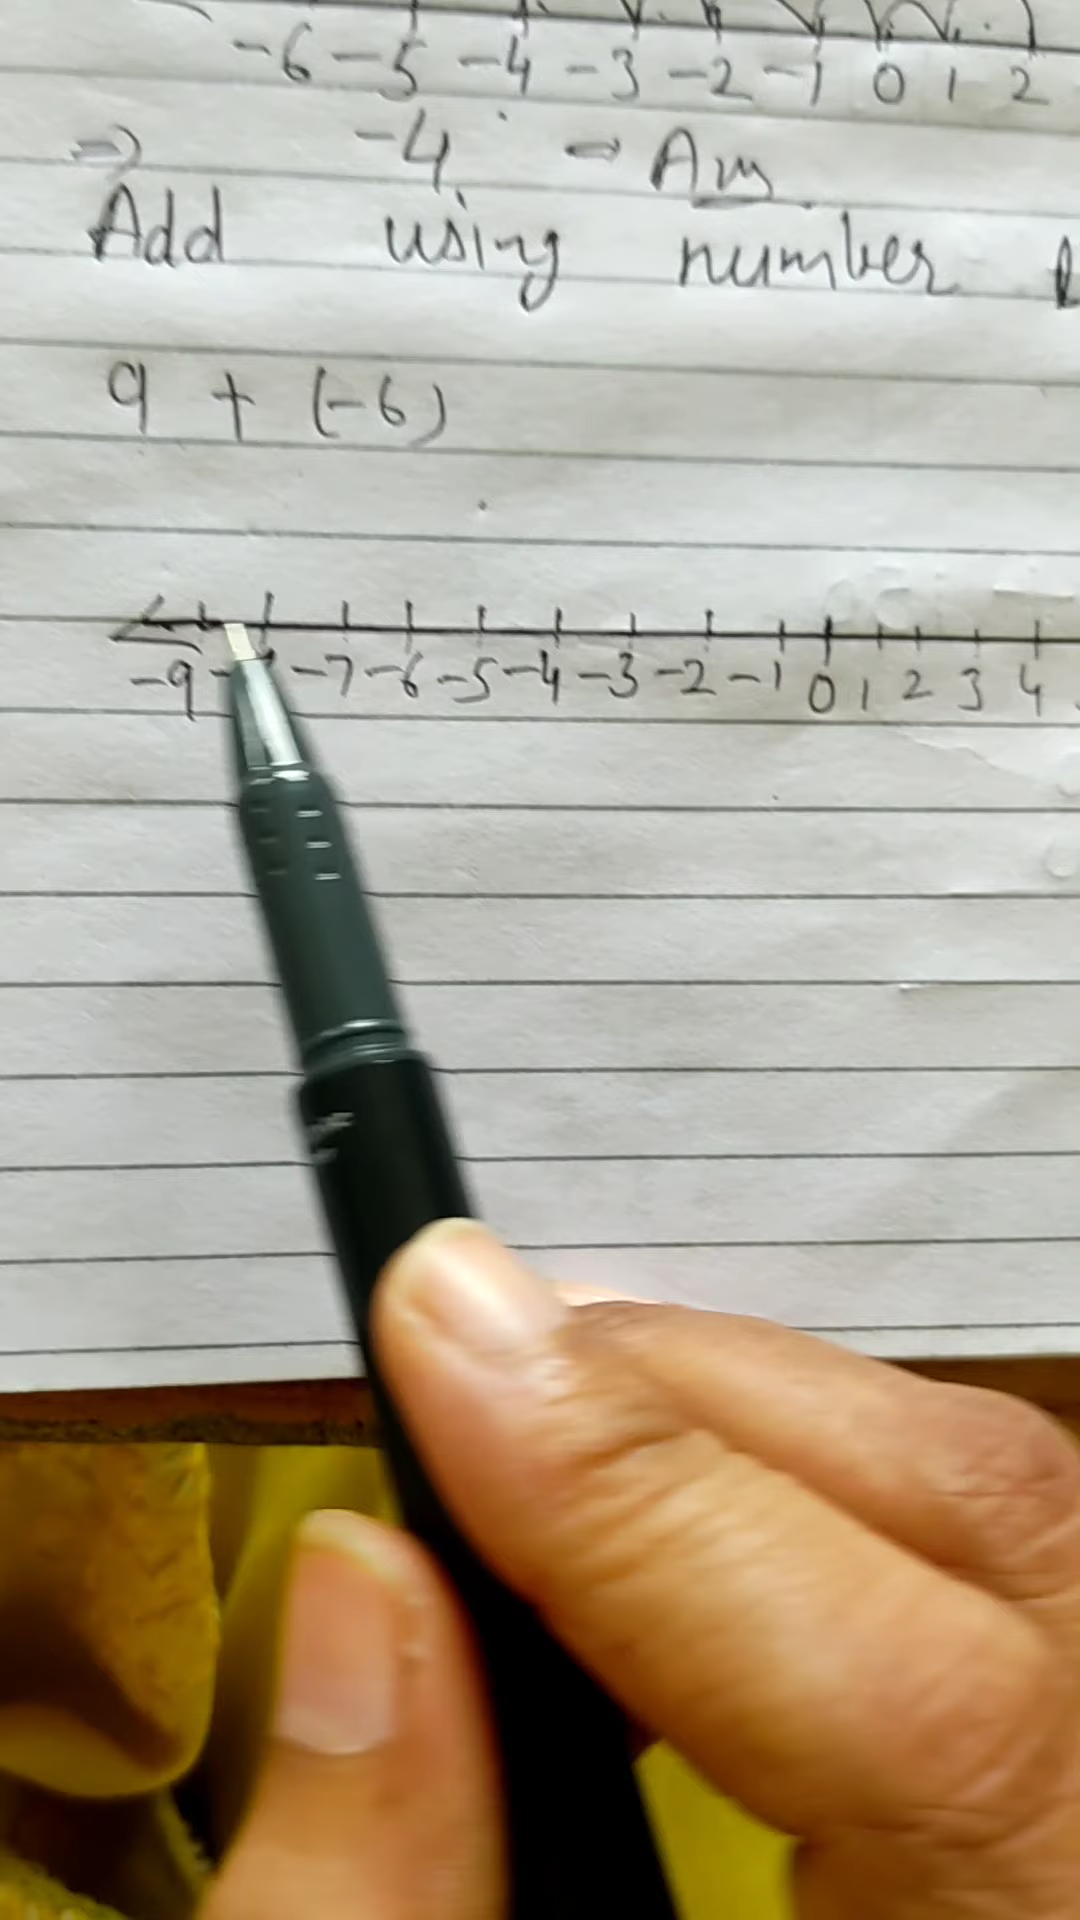 -6 -5 -4 -3 -2 -1 0 1 2
⇒ -4 → Ans
Add using number
9 + (-6)
-9 -7 -6 -5 -4 -3 -2 -1 0 1 2 3 4